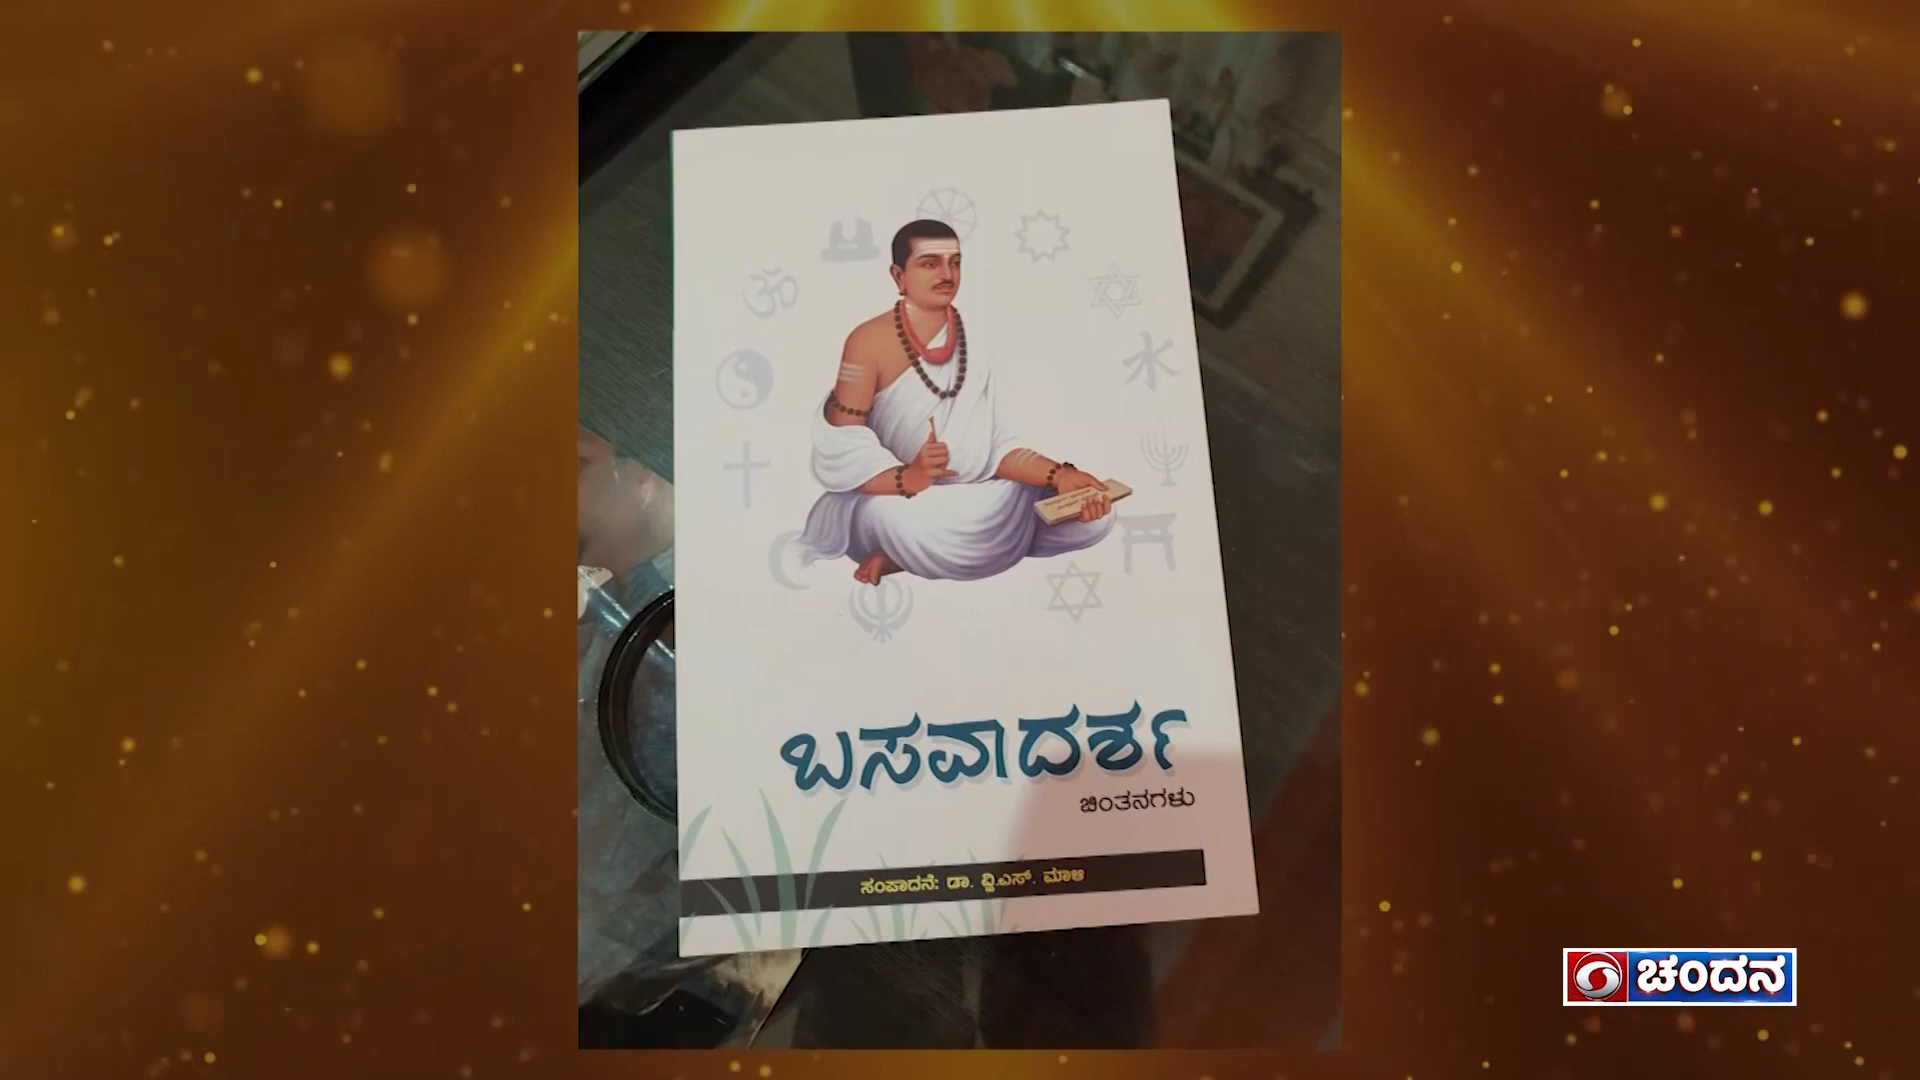 ಬಸವಾದರ್ಶ
ಚಿಂತನಗಳು
ಸಂಪಾದನೆ: ಡಾ. ವ್ಹಿ.ಎಸ್. ಮಾಳಿ
ಚಂದನ